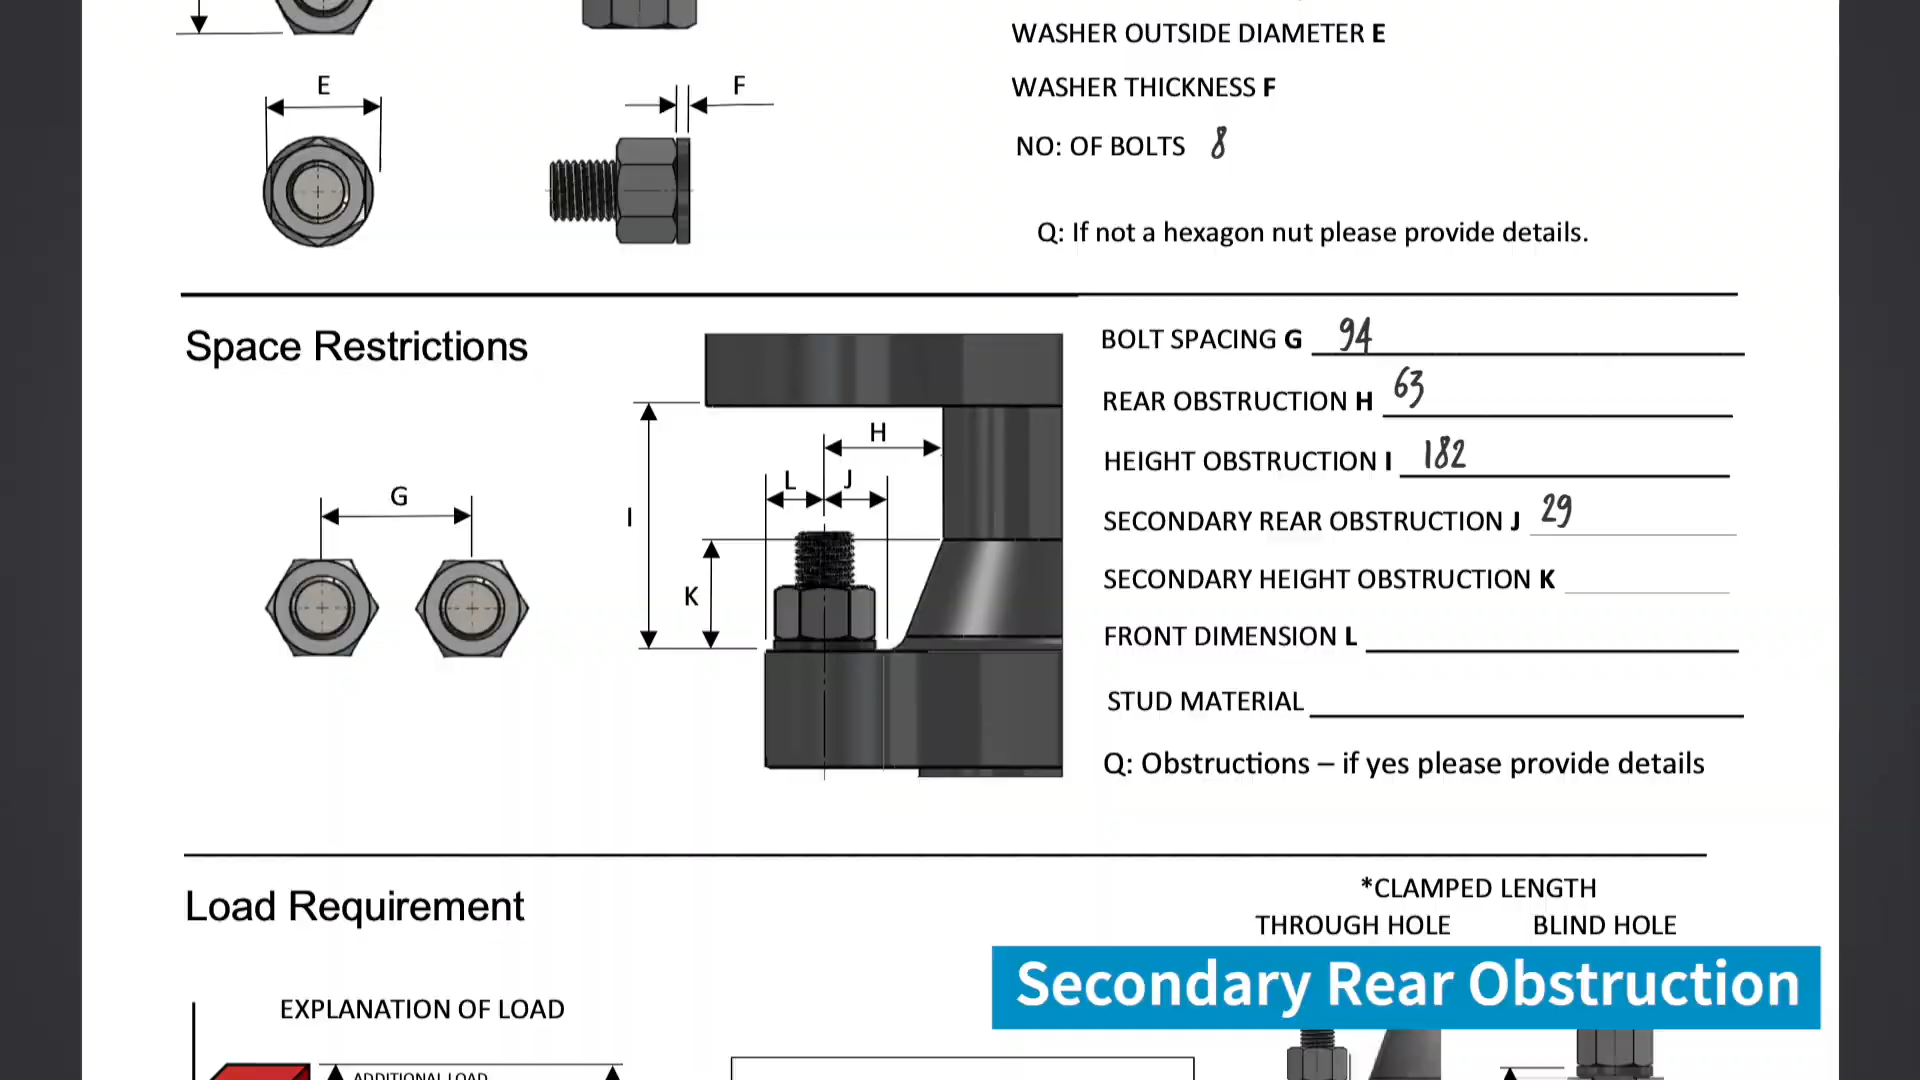 WASHER OUTSIDE DIAMETER E
E
F
WASHER THICKNESS F
NO: OF BOLTS 8
Q: If not a hexagon nut please provide details.
Space Restrictions
BOLT SPACING G 94
REAR OBSTRUCTION H 63
H
HEIGHT OBSTRUCTION I 182
L
J
G
I
SECONDARY REAR OBSTRUCTION J 29
SECONDARY HEIGHT OBSTRUCTION K
K
FRONT DIMENSION L
STUD MATERIAL
Q: Obstructions – if yes please provide details
Load Requirement
*CLAMPED LENGTH
THROUGH HOLE BLIND HOLE
Secondary Rear Obstruction
EXPLANATION OF LOAD
ADDITIONAL LOAD